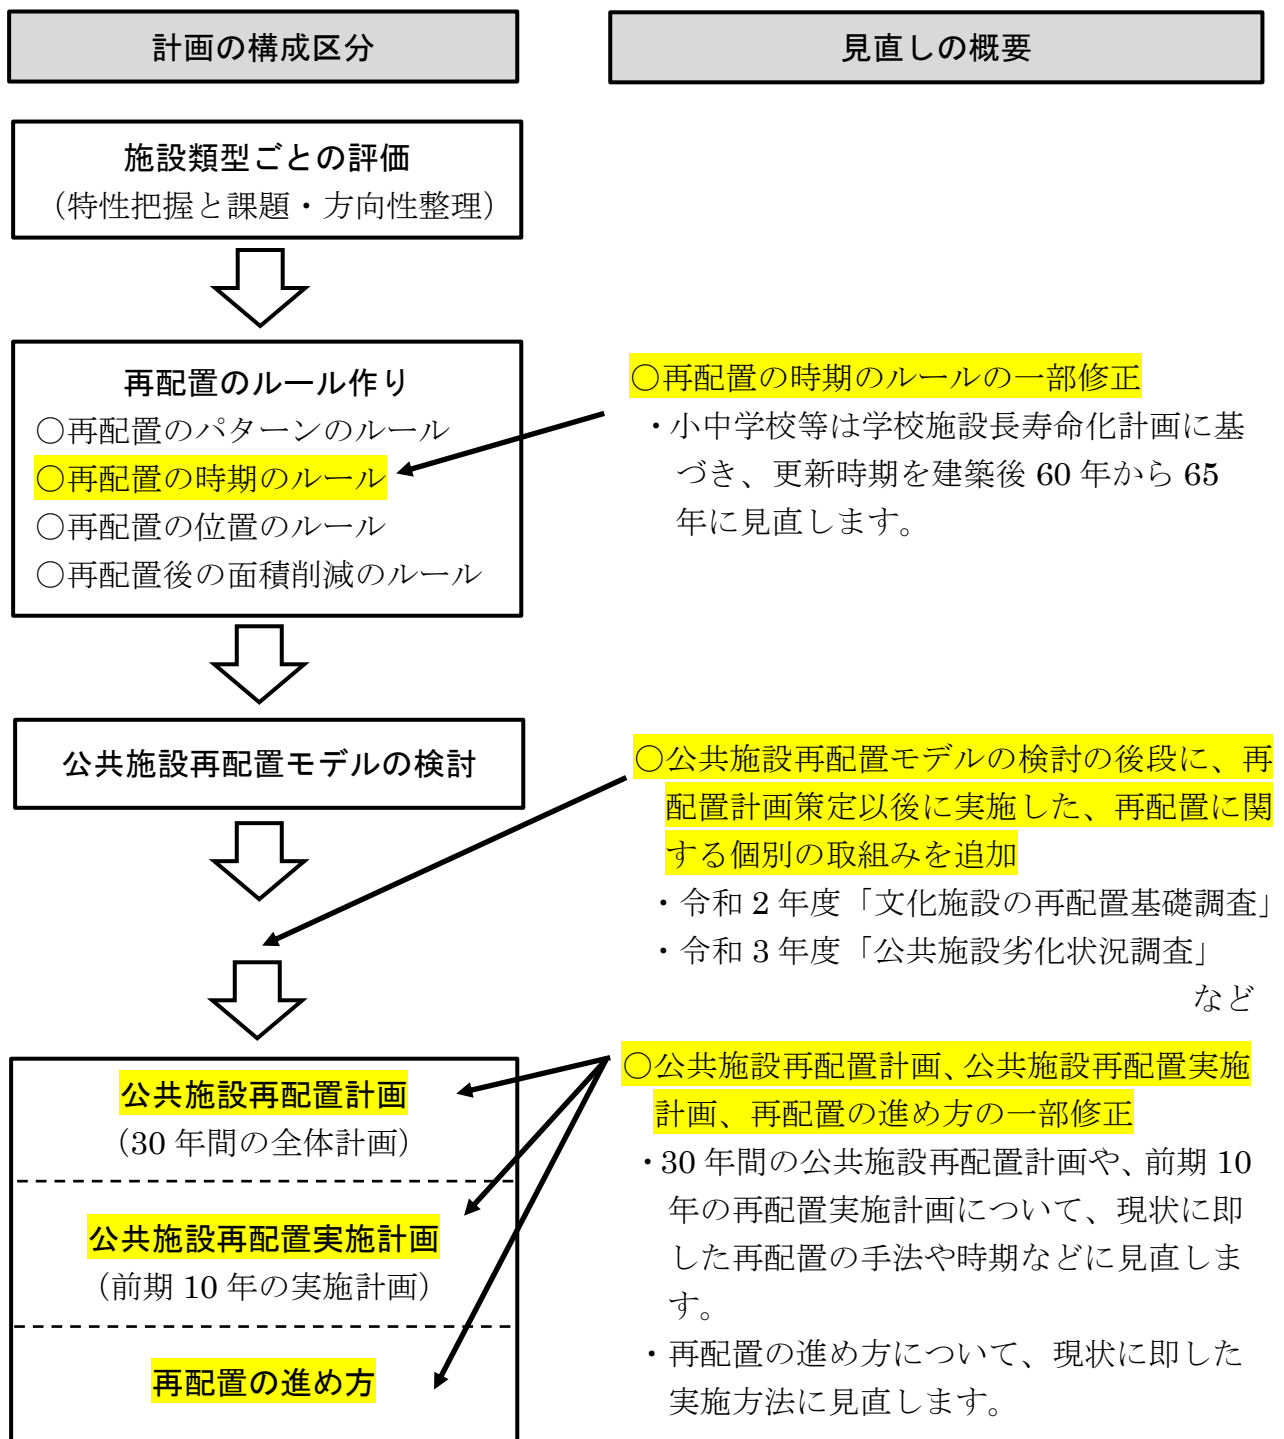 計画の構成区分
見直しの概要
施設類型ごとの評価
（特性把握と課題・方向性整理）
再配置のルール作り
○再配置のパターンのルール
○再配置の時期のルール
○再配置の位置のルール
○再配置後の面積削減のルール
○再配置の時期のルールの一部修正
・小中学校等は学校施設長寿命化計画に基
づき、更新時期を建築後 60 年から 65
年に見直します。
公共施設再配置モデルの検討
○公共施設再配置モデルの検討の後段に、再
配置計画策定以後に実施した、再配置に関
する個別の取組みを追加
・令和 2 年度「文化施設の再配置基礎調査」
・令和 3 年度「公共施設劣化状況調査」
など
公共施設再配置計画
（30 年間の全体計画）
公共施設再配置実施計画
（前期 10 年の実施計画）
再配置の進め方
○公共施設再配置計画、公共施設再配置実施
計画、再配置の進め方の一部修正
・30 年間の公共施設再配置計画や、前期 10
年の再配置実施計画について、現状に即
した再配置の手法や時期などに見直しま
す。
・再配置の進め方について、現状に即した
実施方法に見直します。